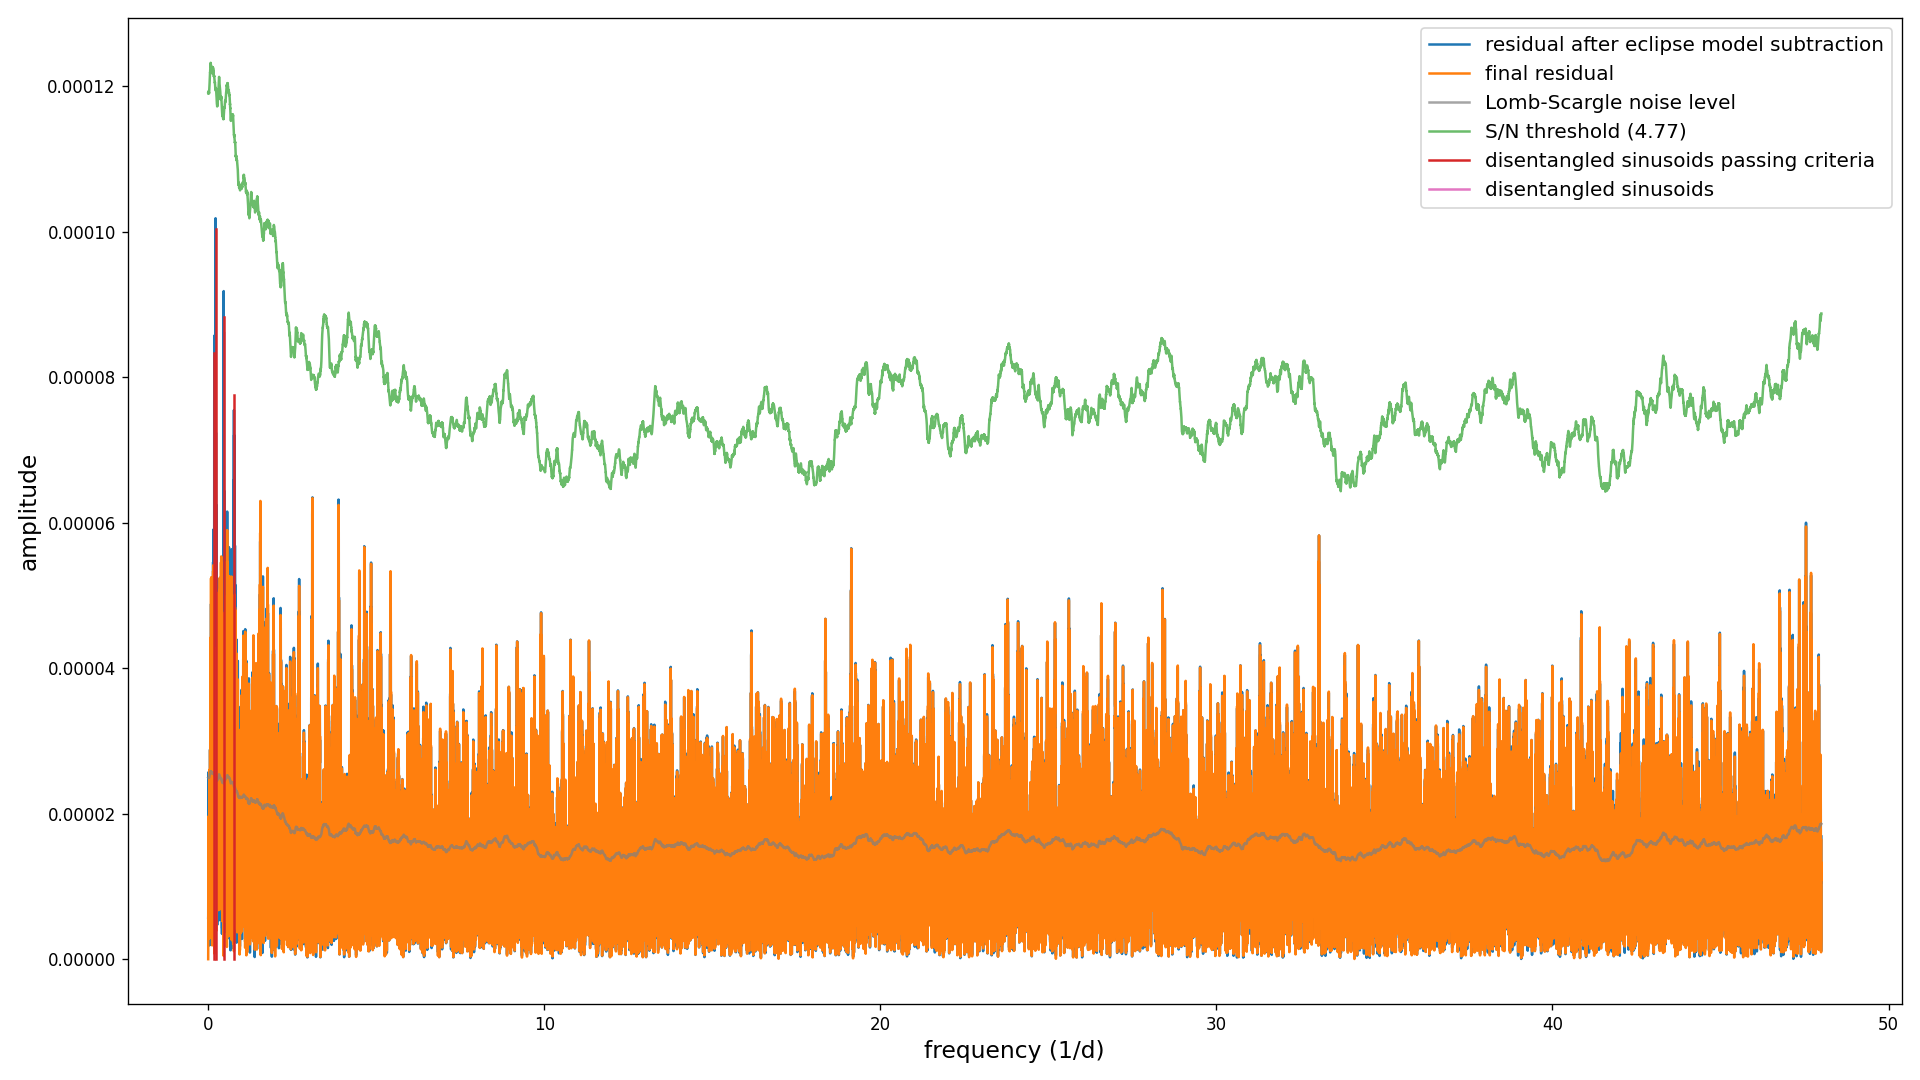 residual after eclipse model subtraction
final residual
Lomb-Scargle noise level
S/N threshold (4.77)
disentangled sinusoids passing criteria
disentangled sinusoids
0.00012
0.00010
0.00008
0.00006
0.00004
0.00002
0.00000
amplitude
0 10 20 30 40 50
frequency (1/d)